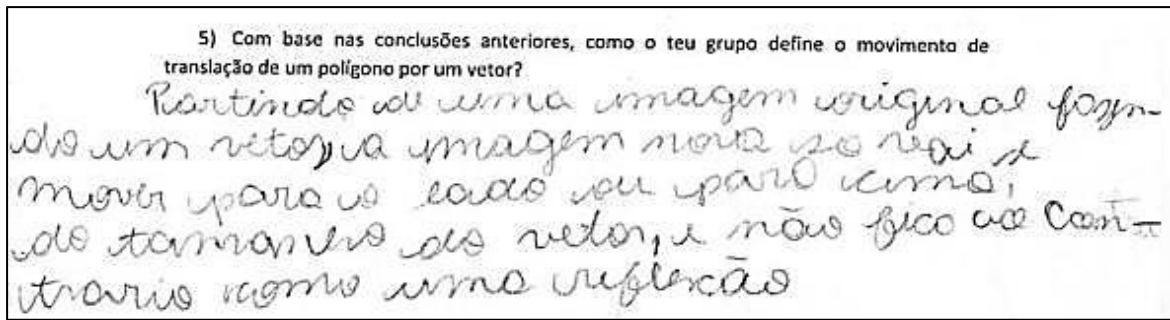 5) Com base nas conclusões anteriores, como o teu grupo define o movimento de
translação de um polígono por um vetor?
Partindo de uma imagem original fazen-
do um vetor, a imagem nova so vai se
mover para o lado ou para cima,
do tamanho do vetor, e não fica ao Con-
trario como uma reflexão